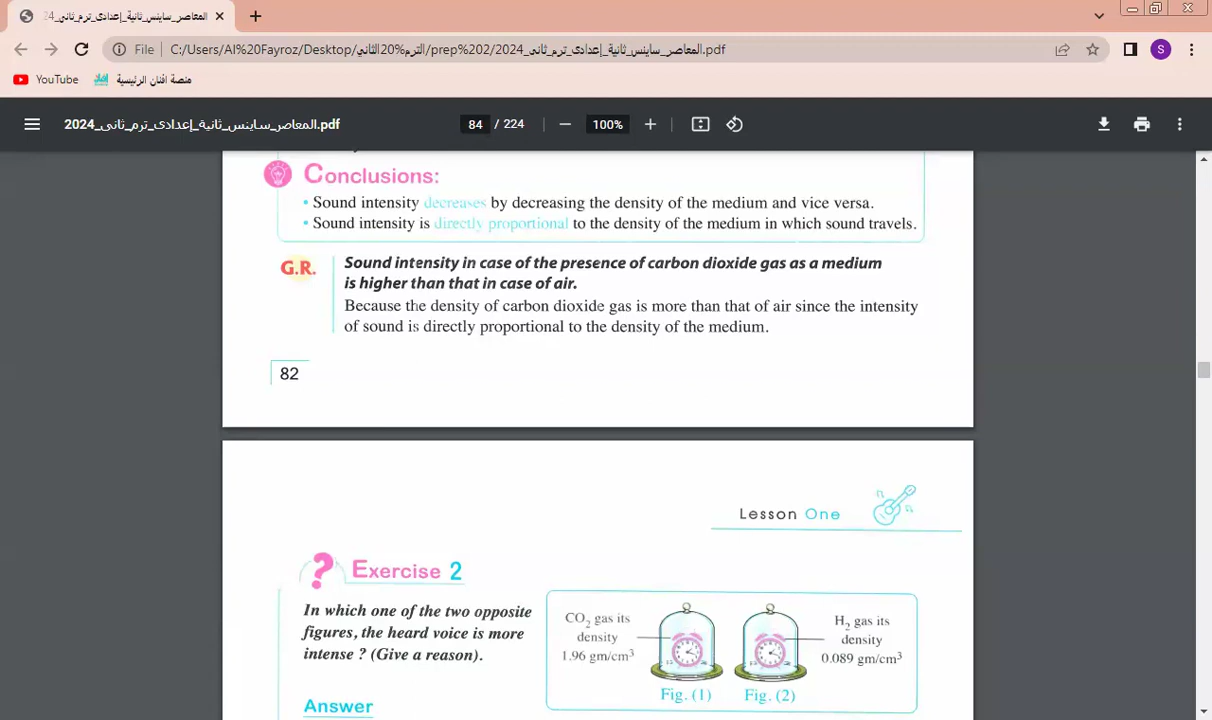 المعاصر_ساينس_ثانية_إعدادى_ترم_ثانى_24
File
C:/Users/Al%20Fayroz/Desktop/الترم%20الثانى/prep%202/2024_المعاصر_ساينس_ثانية_إعدادى_ترم_ثانى.pdf
S
YouTube
منصة افنان الرئيسية
2024_المعاصر_ساينس_ثانية_إعدادى_ترم_ثانى.pdf
84 / 224
100%
Conclusions:
• Sound intensity decreases by decreasing the density of the medium and vice versa.
• Sound intensity is directly proportional to the density of the medium in which sound travels.
G.R.
Sound intensity in case of the presence of carbon dioxide gas as a medium
is higher than that in case of air.
Because the density of carbon dioxide gas is more than that of air since the intensity
of sound is directly proportional to the density of the medium.
82
Lesson One
? Exercise 2
In which one of the two opposite
figures, the heard voice is more
intense ? (Give a reason).
CO₂ gas its
density
1.96 gm/cm³
H₂ gas its
density
0.089 gm/cm³
Fig. (1)
Fig. (2)
Answer